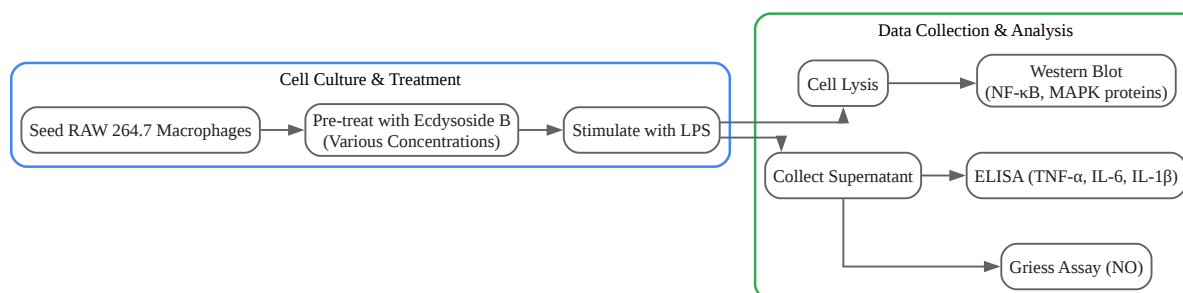 Data Collection & Analysis
Cell Culture & Treatment
Cell Lysis
Western Blot
(NF-κB, MAPK proteins)
Seed RAW 264.7 Macrophages
Pre-treat with Ecdysoside B
(Various Concentrations)
Stimulate with LPS
Collect Supernatant
ELISA (TNF-α, IL-6, IL-1β)
Griess Assay (NO)